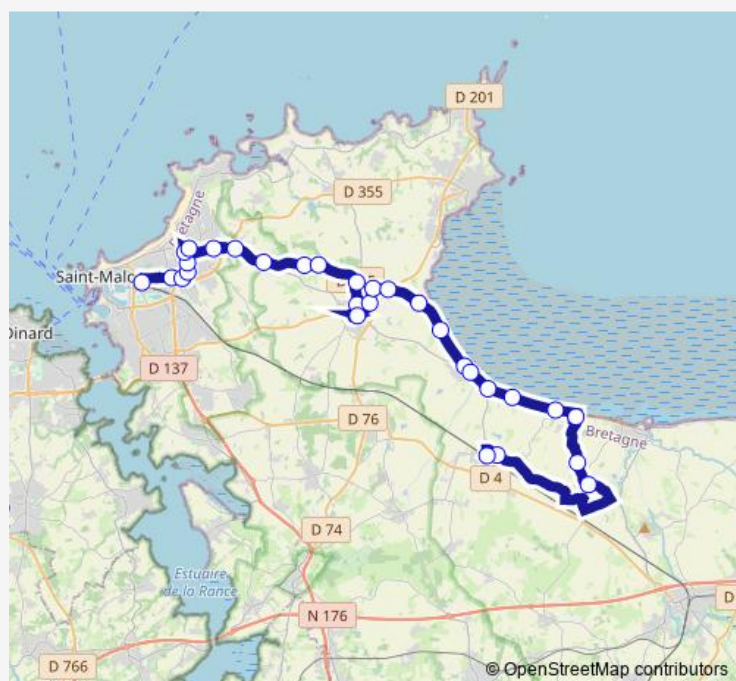 D 201
D 355
Bretagne
Saint-Malo
Dinard
D 137
D 76
Bretagne
D 4
D 74
Estuaire
de la Rance
N 176
D
D 766
© OpenStreetMap contributors